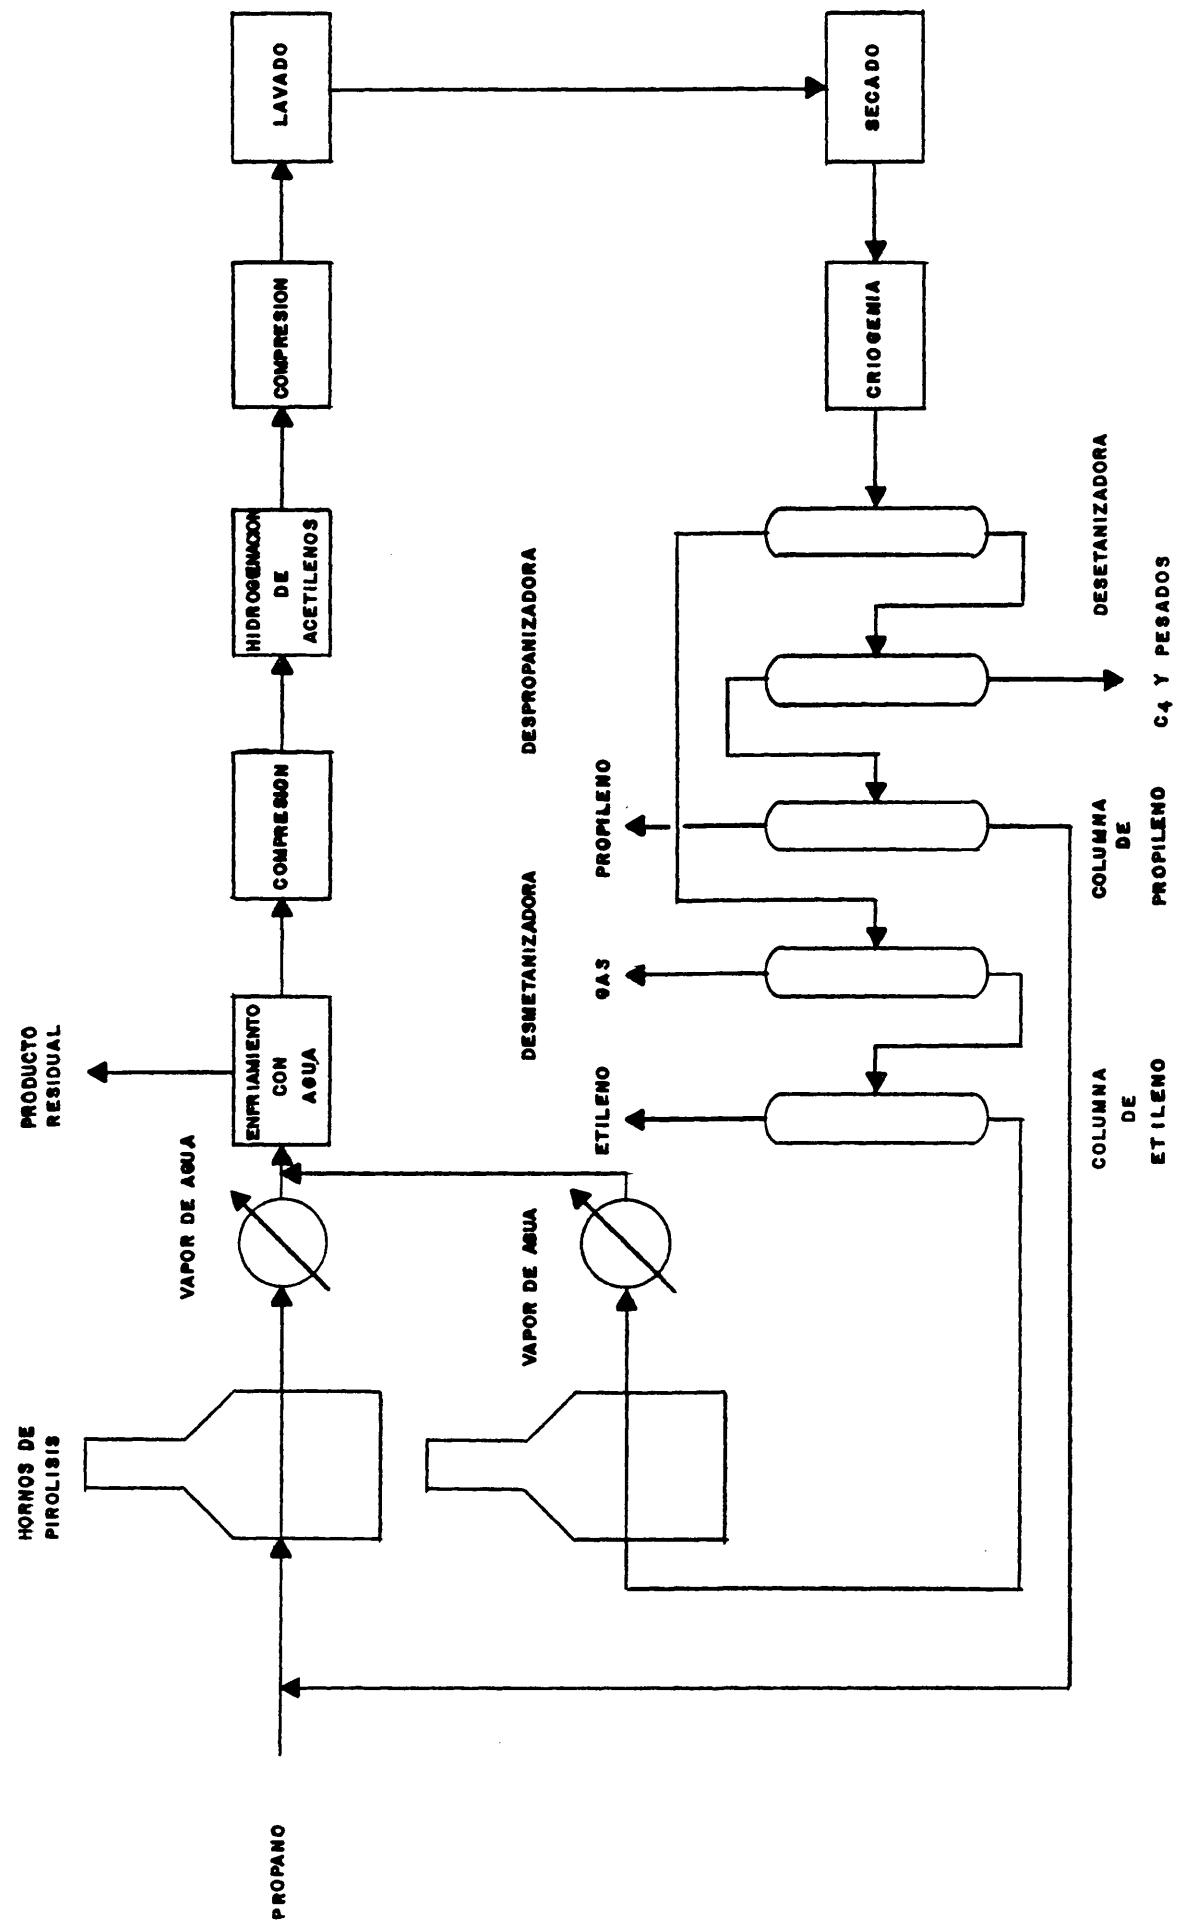 PROPANO
HORNOS DE
PIROLISIS
VAPOR DE AGUA
VAPOR DE AGUA
PRODUCTO
RESIDUAL
ENFRIAMIENTO
CON
AGUA
COMPRESION
HIDROGENACION
DE
ACETILENOS
COMPRESION
LAVADO
SECADO
CRIOGENIA
DESETANIZADORA
DESPROPANIZADORA
C4 Y PESADOS
PROPILENO
COLUMNA
DE
PROPILENO
DESMETANIZADORA
GAS
ETILENO
COLUMNA
DE
ETILENO